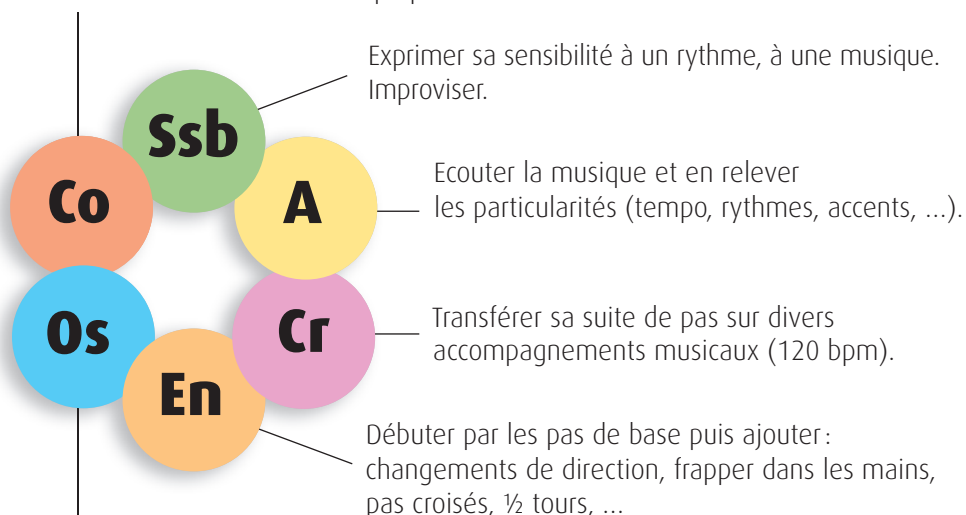 Exprimer sa sensibilité à un rythme, à une musique.
Improviser.
Ssb
Co
A
Ecouter la musique et en relever
les particularités (tempo, rythmes, accents, ...).
Os
Cr
Transférer sa suite de pas sur divers
accompagnements musicaux (120 bpm).
En
Débuter par les pas de base puis ajouter :
changements de direction, frapper dans les mains,
pas croisés, ½ tours, ...